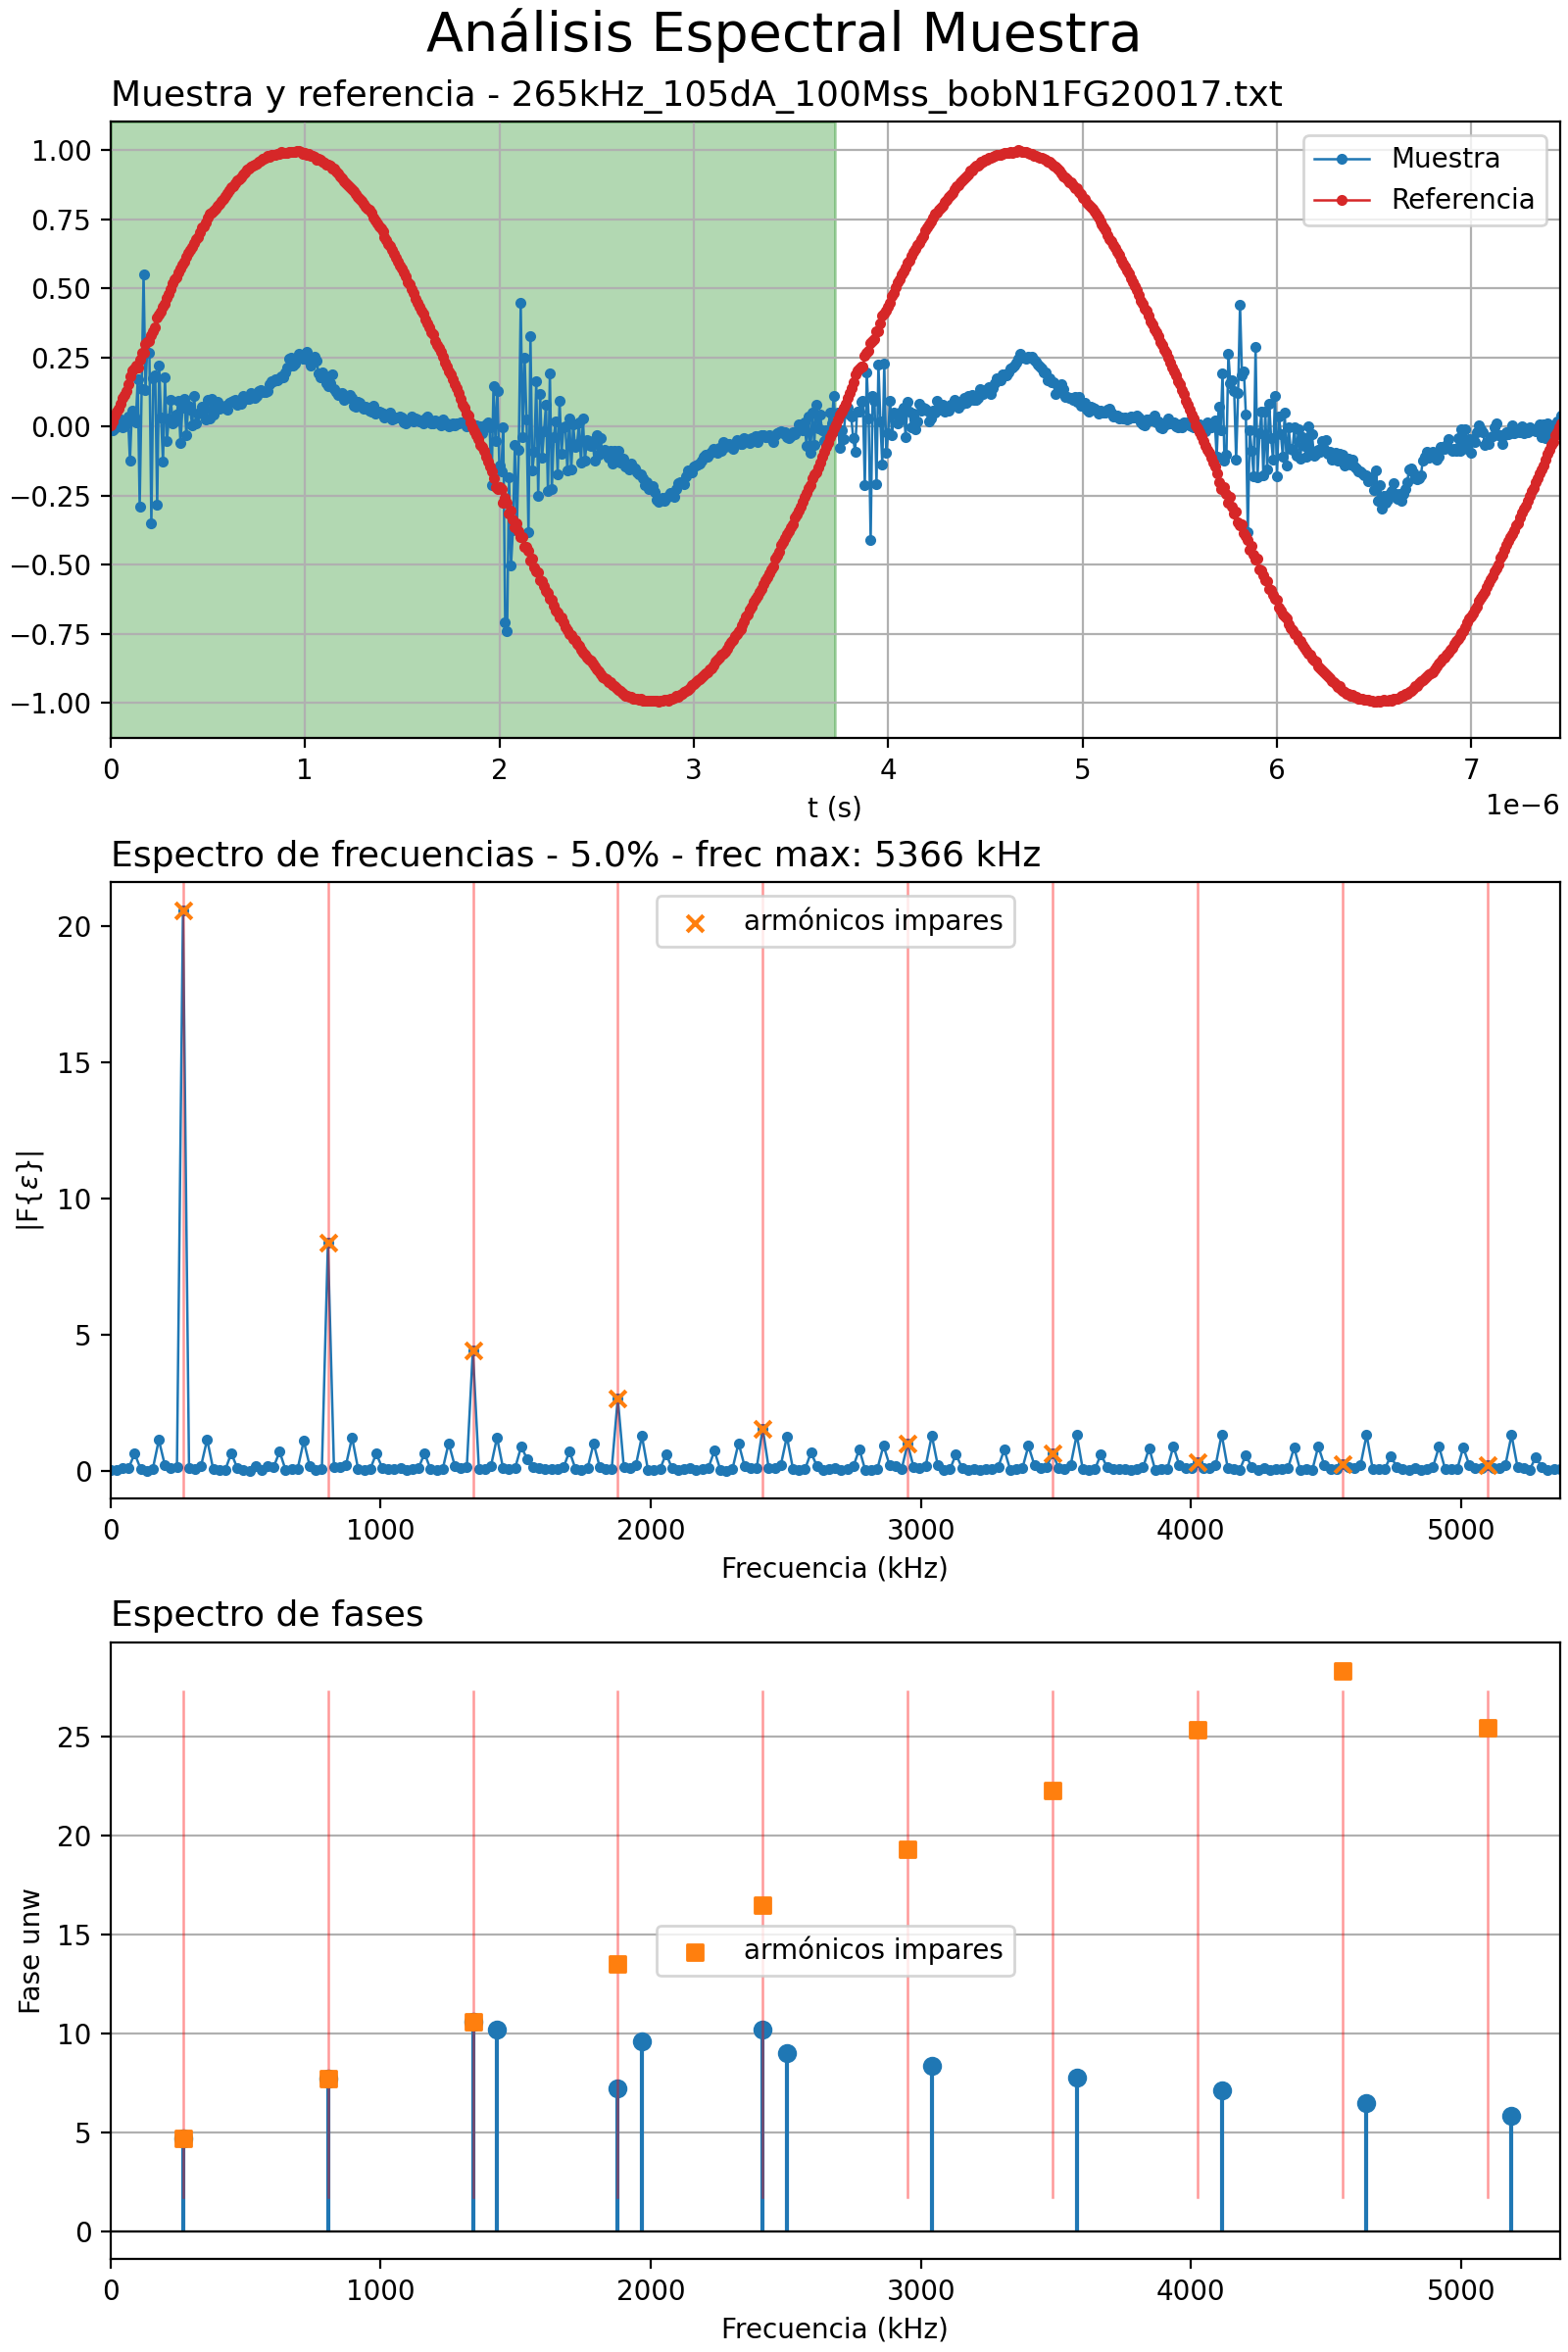 Análisis Espectral Muestra
Muestra y referencia - 265kHz_105dA_100Mss_bobN1FG20017.txt
1.00
0.75
0.50
0.25
0.00
−0.25
−0.50
−0.75
−1.00
Muestra
Referencia
0 1 2 3 4 5 6 7
t (s)
1e−6
Espectro de frecuencias - 5.0% - frec max: 5366 kHz
armónicos impares
20
15
10
5
0
|F{ε}|
0 1000 2000 3000 4000 5000
Frecuencia (kHz)
Espectro de fases
25
20
15
10
5
0
Fase unw
armónicos impares
0 1000 2000 3000 4000 5000
Frecuencia (kHz)